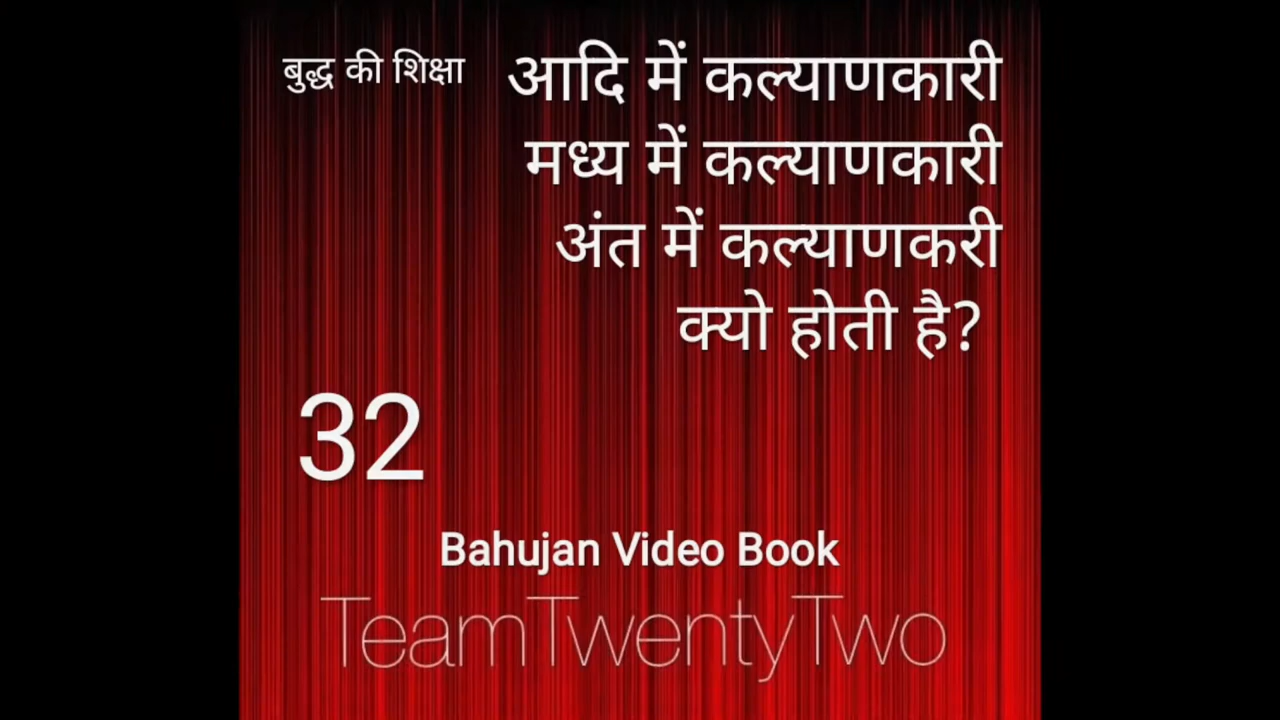 बुद्ध की शिक्षा
आदि में कल्याणकारी
मध्य में कल्याणकारी
अंत में कल्याणकरी
क्यो होती है?
32
Bahujan Video Book
TeamTwentyTwo